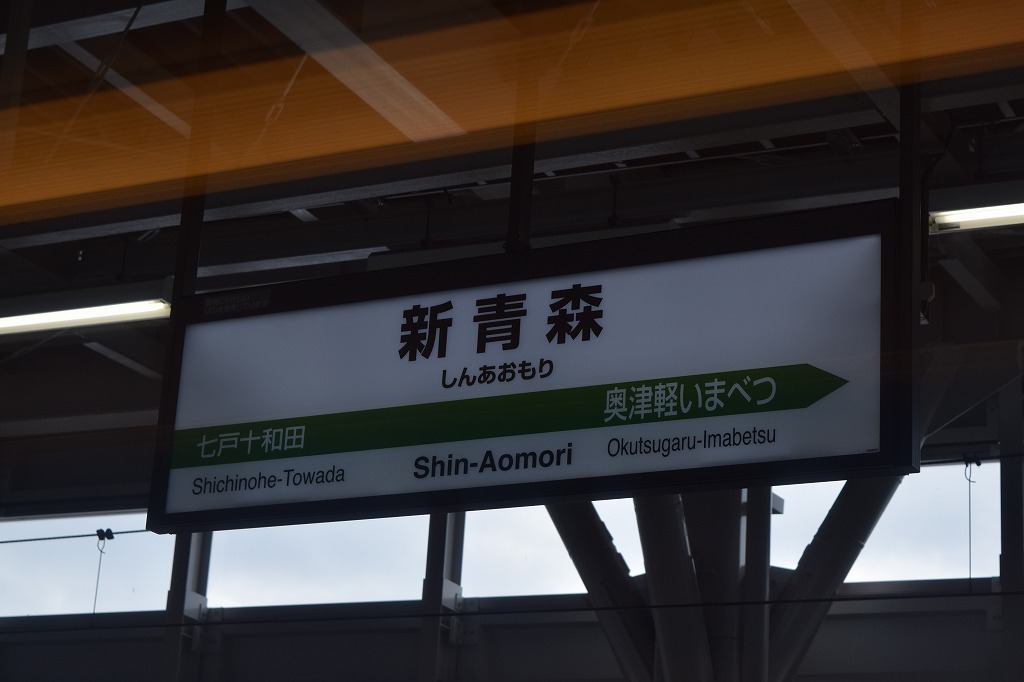 新青森
しんあおもり
七戸十和田 奥津軽いまべつ
Shichinohe-Towada Shin-Aomori Okutsugaru-Imabetsu